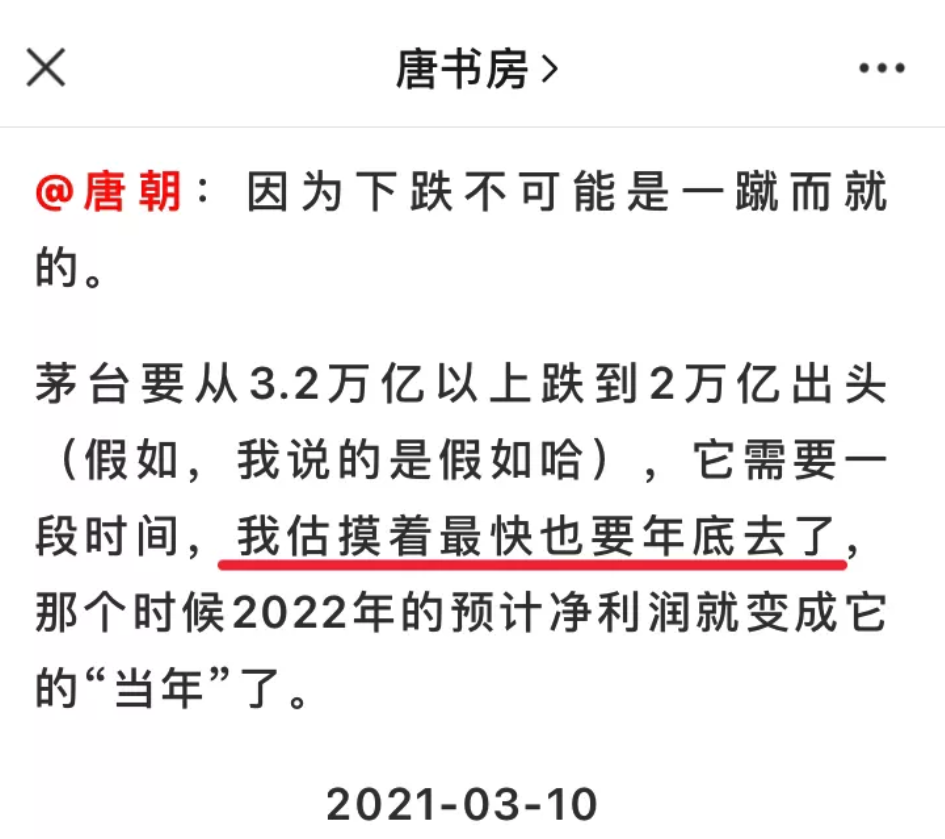 唐书房
@唐朝：因为下跌不可能是一蹴而就
的。
茅台要从3.2万亿以上跌到2万亿出头
（假如，我说的是假如哈），它需要一
段时间，我估摸着最快也要年底去了，
那个时候2022年的预计净利润就变成它
的“当年”了。
2021-03-10